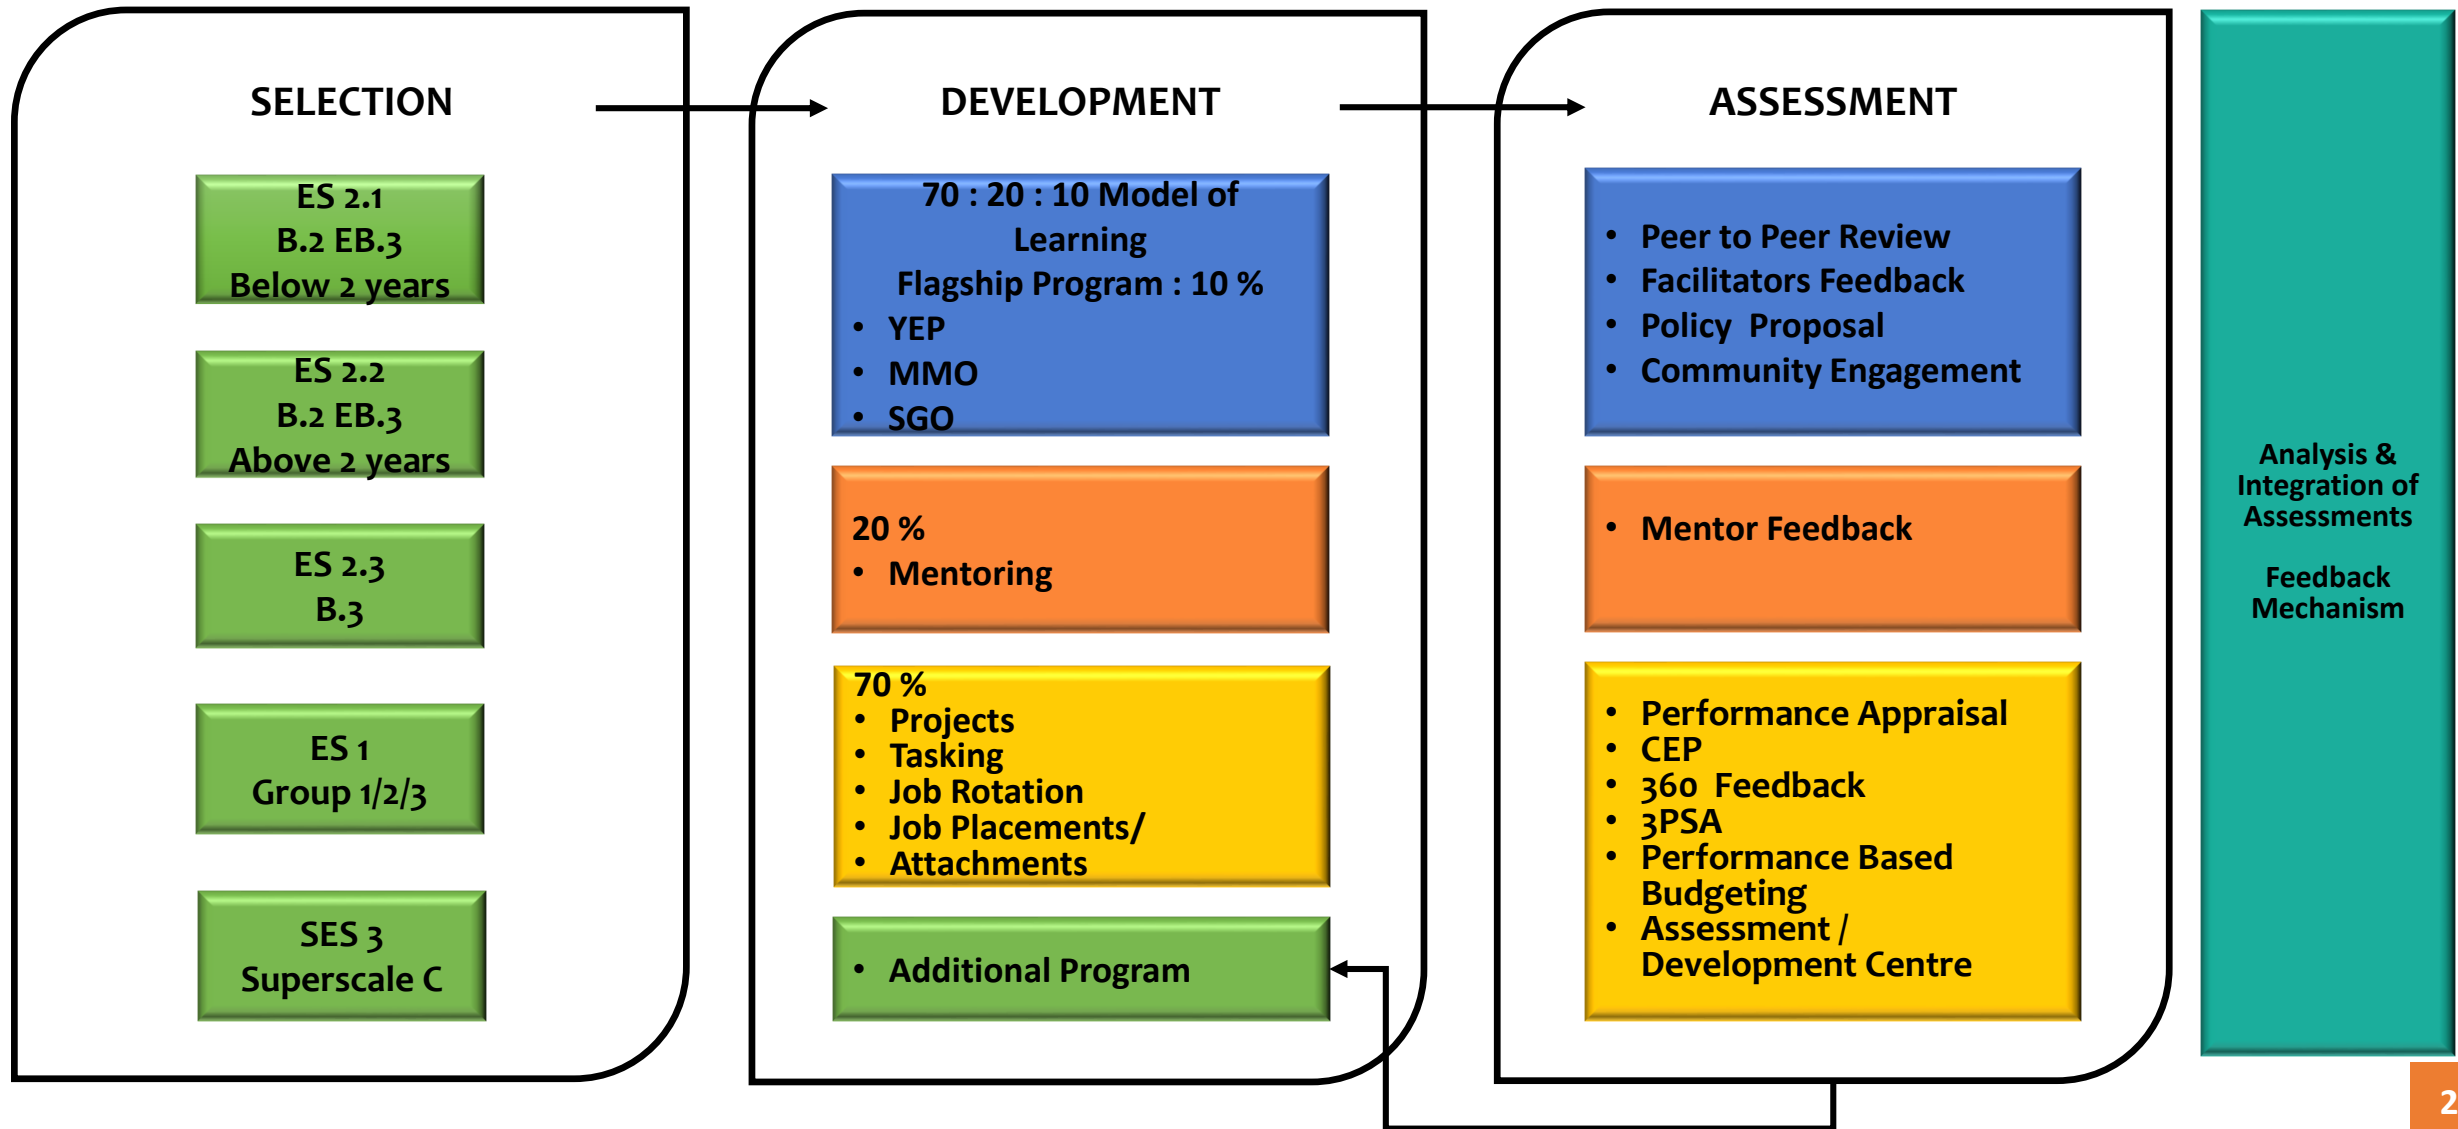 SELECTION
ES 2.1
B.2 EB.3
Below 2 years
ES 2.2
B.2 EB.3
Above 2 years
ES 2.3
B.3
ES 1
Group 1/2/3
SES 3
Superscale C
DEVELOPMENT
70 : 20 : 10 Model of
Learning
Flagship Program : 10 %
• YEP
• MMO
• SGO
20 %
• Mentoring
70 %
• Projects
• Tasking
• Job Rotation
• Job Placements/
• Attachments
• Additional Program
ASSESSMENT
• Peer to Peer Review
• Facilitators Feedback
• Policy Proposal
• Community Engagement
• Mentor Feedback
• Performance Appraisal
• CEP
• 360 Feedback
• 3PSA
• Performance Based
Budgeting
• Assessment /
Development Centre
Analysis &
Integration of
Assessments
Feedback
Mechanism
2